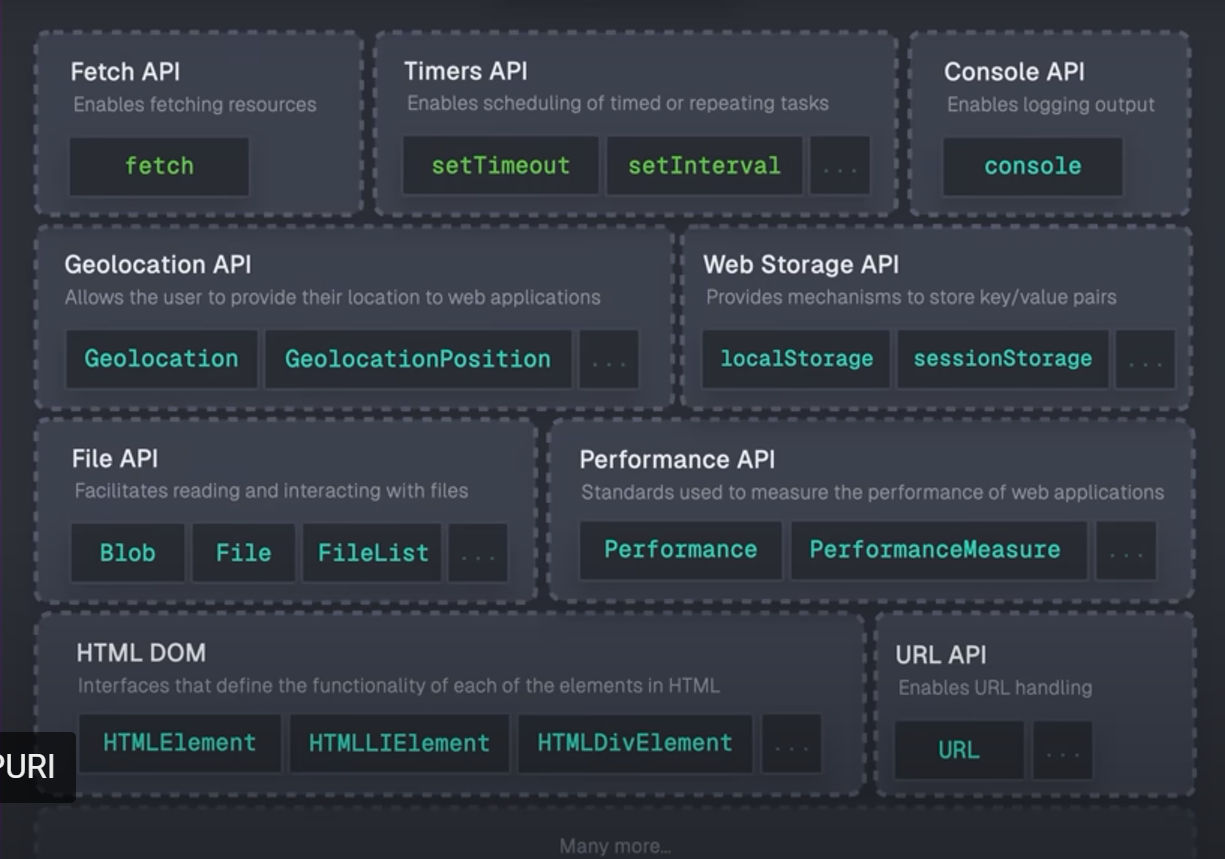 Fetch API
Enables fetching resources
fetch
Timers API
Enables scheduling of timed or repeating tasks
setTimeout setInterval ...
Console API
Enables logging output
console
Geolocation API
Allows the user to provide their location to web applications
Geolocation GeolocationPosition ...
Web Storage API
Provides mechanisms to store key/value pairs
localStorage sessionStorage ...
File API
Facilitates reading and interacting with files
Blob File FileList ...
Performance API
Standards used to measure the performance of web applications
Performance PerformanceMeasure ...
HTML DOM
Interfaces that define the functionality of each of the elements in HTML
HTMLElement HTMLLIElement HTMLDivElement ...
URL API
Enables URL handling
URL ...
PURI
Many more...